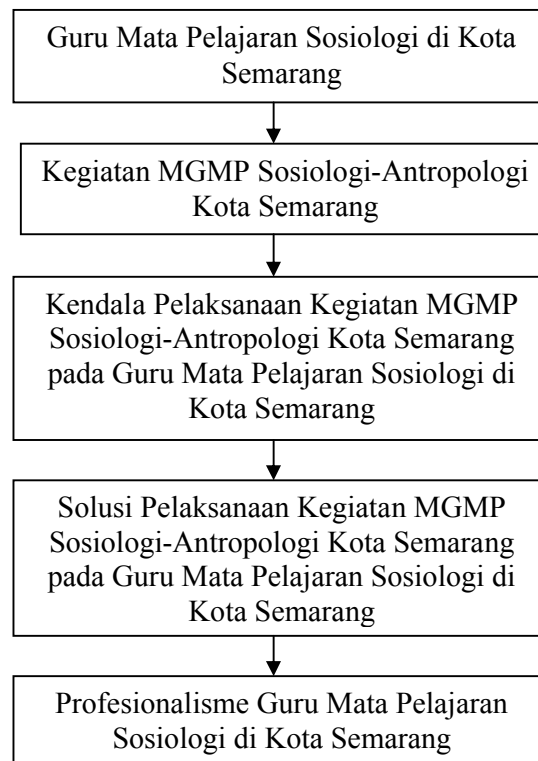 Guru Mata Pelajaran Sosiologi di Kota
Semarang
Kegiatan MGMP Sosiologi-Antropologi
Kota Semarang
Kendala Pelaksanaan Kegiatan MGMP
Sosiologi-Antropologi Kota Semarang
pada Guru Mata Pelajaran Sosiologi di
Kota Semarang
Solusi Pelaksanaan Kegiatan MGMP
Sosiologi-Antropologi Kota Semarang
pada Guru Mata Pelajaran Sosiologi di
Kota Semarang
Profesionalisme Guru Mata Pelajaran
Sosiologi di Kota Semarang